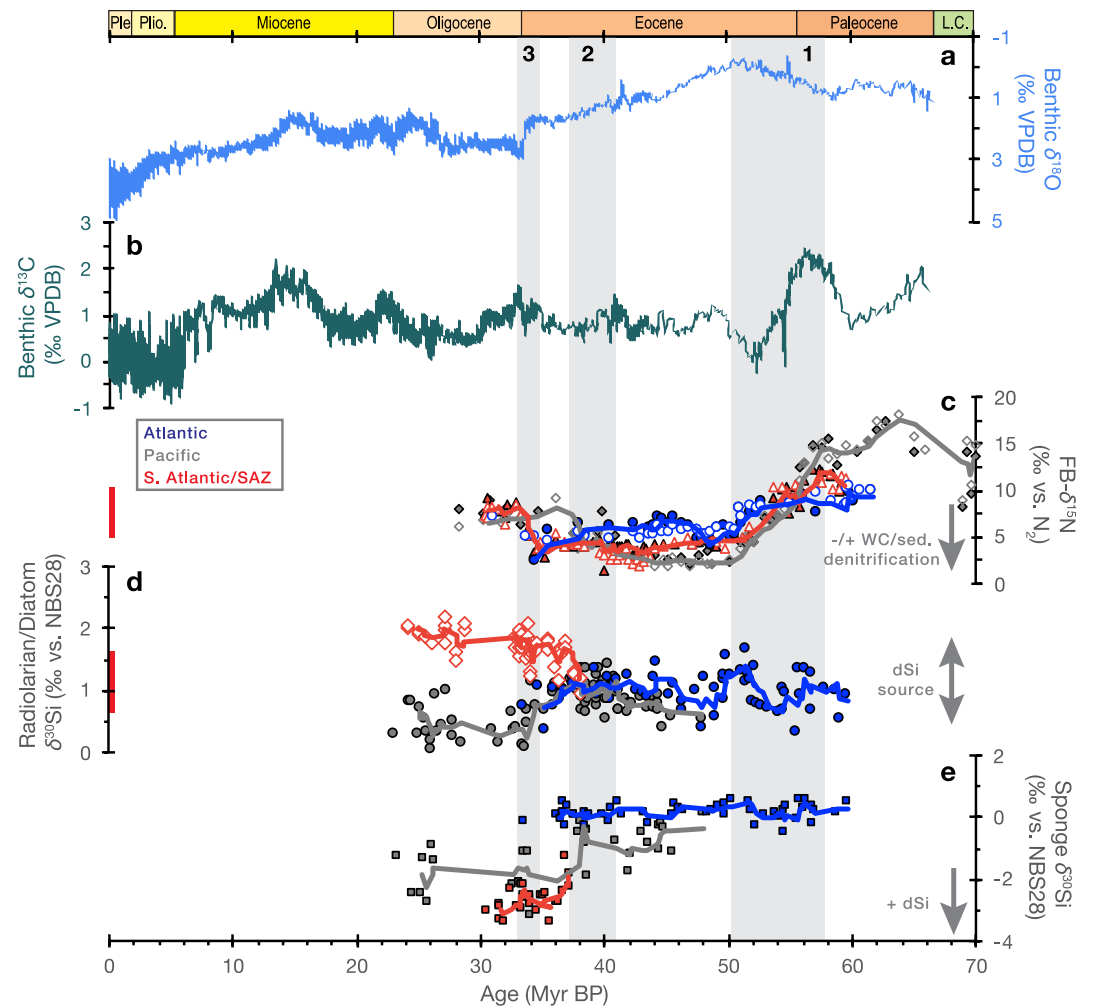 Ple Plio. Miocene Oligocene Eocene Paleocene L.C.
3 2 1 a
-1
1
3
5
Benthic δ¹⁸O
(‰ VPDB)
b
3
2
1
0
-1
Benthic δ¹³C
(‰ VPDB)
Atlantic
Pacific
S. Atlantic/SAZ
c
20
15
10
5
0
FB-δ¹⁵N
(‰ vs. N₂)
-/+ WC/sed.
denitrification
d
3
2
1
0
Radiolarian/Diatom
δ³⁰Si (‰ vs. NBS28)
dSi
source
e
2
0
-2
-4
Sponge δ³⁰Si
(‰ vs. NBS28)
+ dSi
0 10 20 30 40 50 60 70
Age (Myr BP)